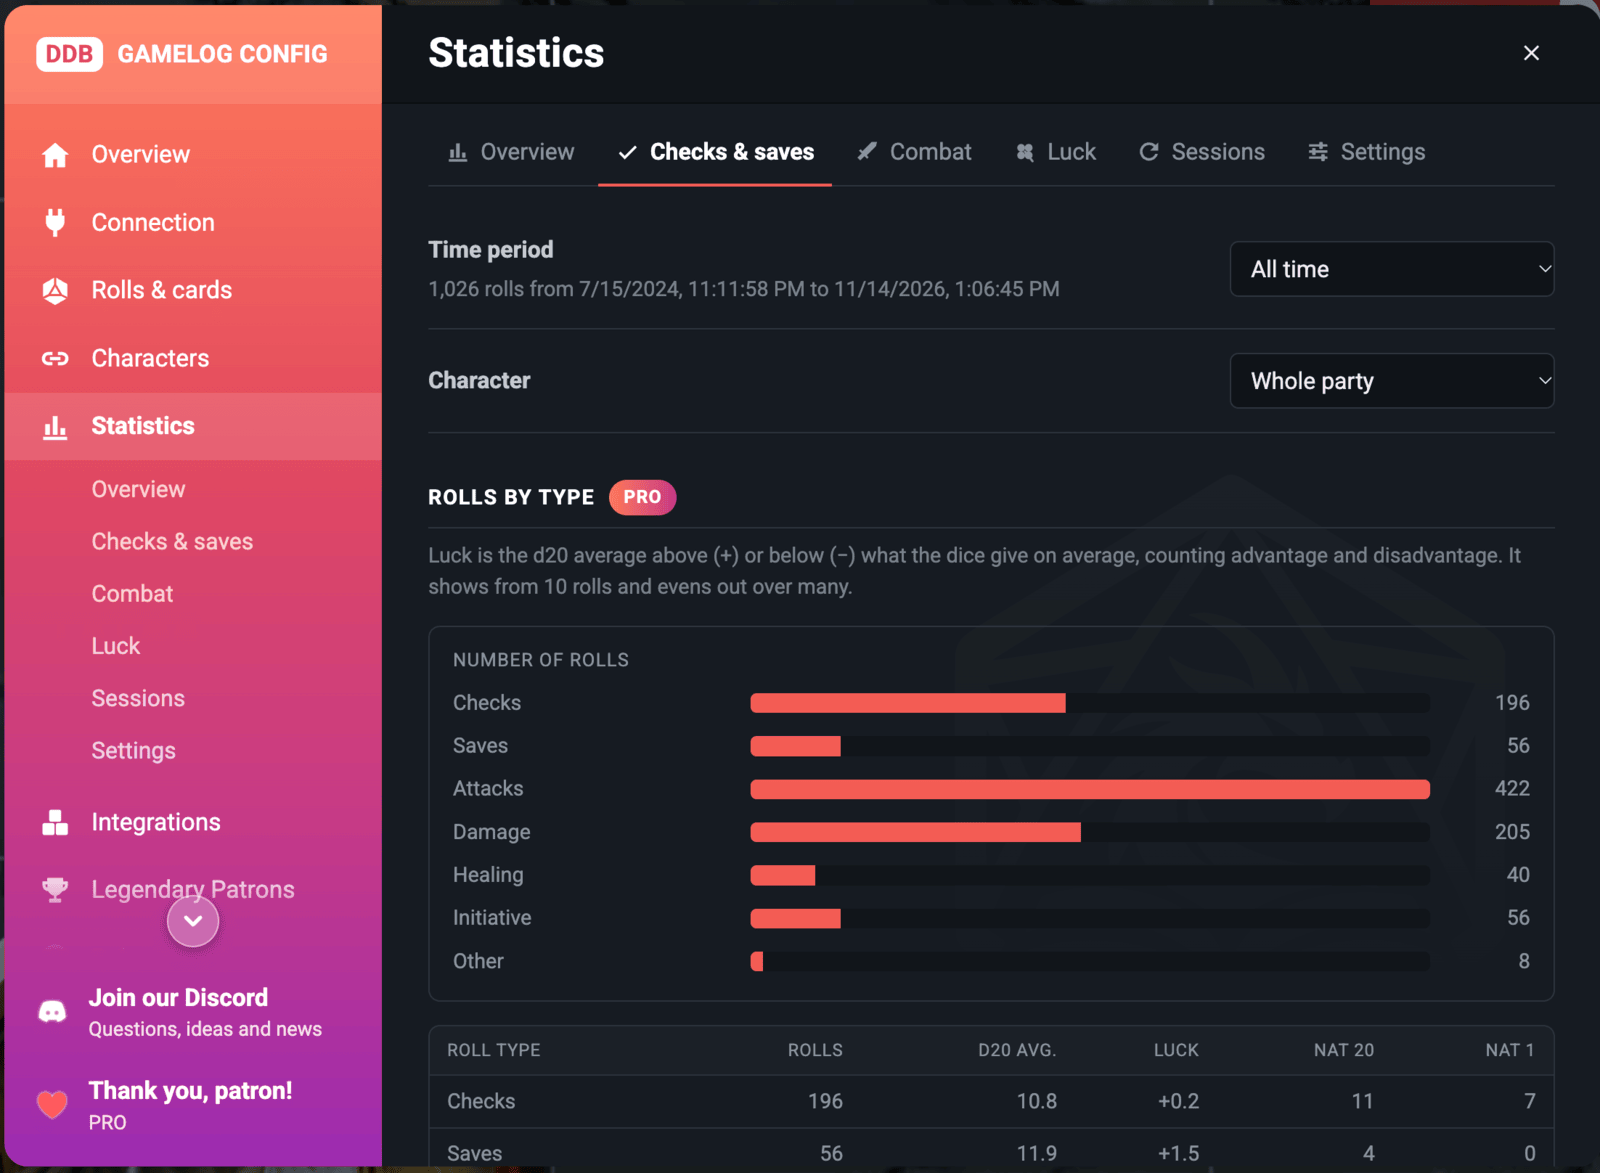 DDB GAMELOG CONFIG
Overview
Connection
Rolls & cards
Characters
Statistics
Overview
Checks & saves
Combat
Luck
Sessions
Settings
Integrations
Legendary Patrons
Join our Discord
Questions, ideas and news
Thank you, patron!
PRO
Statistics
Overview Checks & saves Combat Luck Sessions Settings
Time period
1,026 rolls from 7/15/2024, 11:11:58 PM to 11/14/2026, 1:06:45 PM
All time
Character
Whole party
ROLLS BY TYPE PRO
Luck is the d20 average above (+) or below (−) what the dice give on average, counting advantage and disadvantage. It
shows from 10 rolls and evens out over many.
NUMBER OF ROLLS
Checks 196
Saves 56
Attacks 422
Damage 205
Healing 40
Initiative 56
Other 8
ROLL TYPE ROLLS D20 AVG. LUCK NAT 20 NAT 1
Checks 196 10.8 +0.2 11 7
Saves 56 11.9 +1.5 4 0